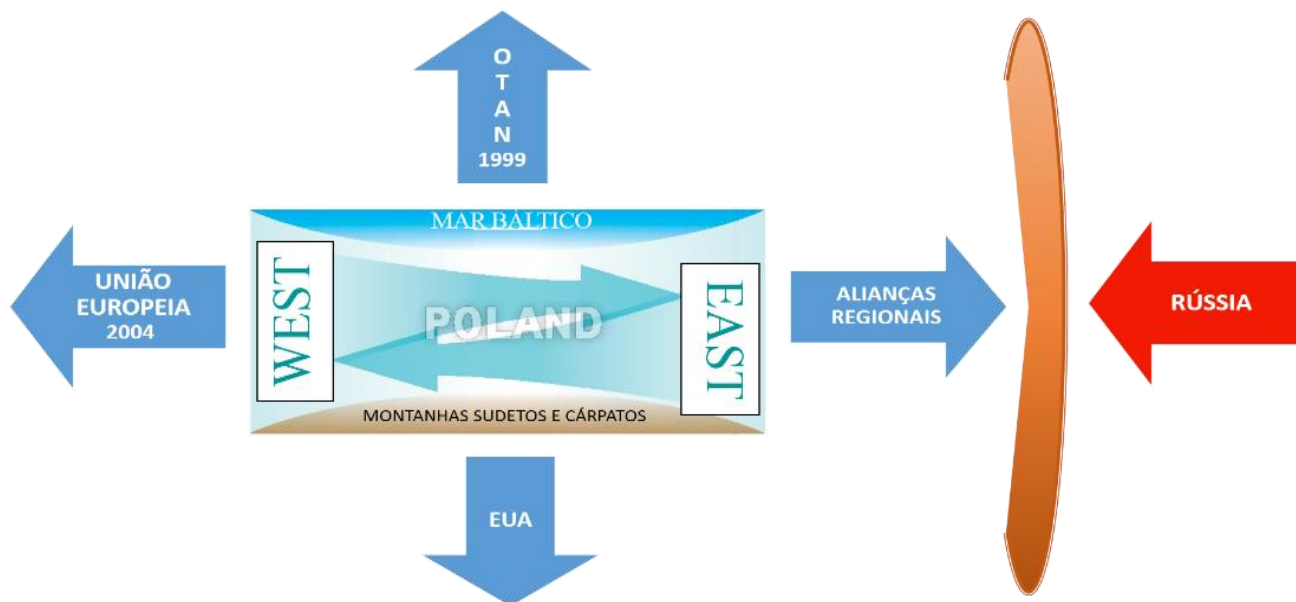 O
T
A
N
1999
MAR BÁLTICO
UNIÃO
EUROPEIA
2004
WEST
POLAND
EAST
ALIANÇAS
REGIONAIS
RÚSSIA
MONTANHAS SUDETOS E CÁRPATOS
EUA